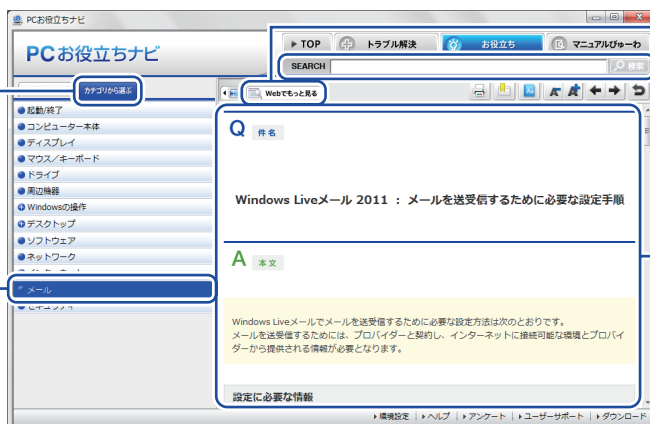 PCお役立ちナビ
PCお役立ちナビ
TOP
トラブル解決
お役立ち
マニュアルびゅーわ
SEARCH
検索
カテゴリから選ぶ
Webでもっと見る
起動/終了
コンピューター本体
ディスプレイ
マウス/キーボード
ドライブ
周辺機器
Windowsの操作
デスクトップ
ソフトウェア
ネットワーク
メール
セキュリティ
Q 件名
Windows Liveメール 2011 : メールを送受信するために必要な設定手順
A 本文
Windows Liveメールでメールを送受信するために必要な設定方法は次のとおりです。
メールを送受信するためには、プロバイダーと契約し、インターネットに接続可能な環境とプロバイ
ダーから提供される情報が必要となります。
設定に必要な情報
環境設定 ヘルプ アンケート ユーザーサポート ダウンロード